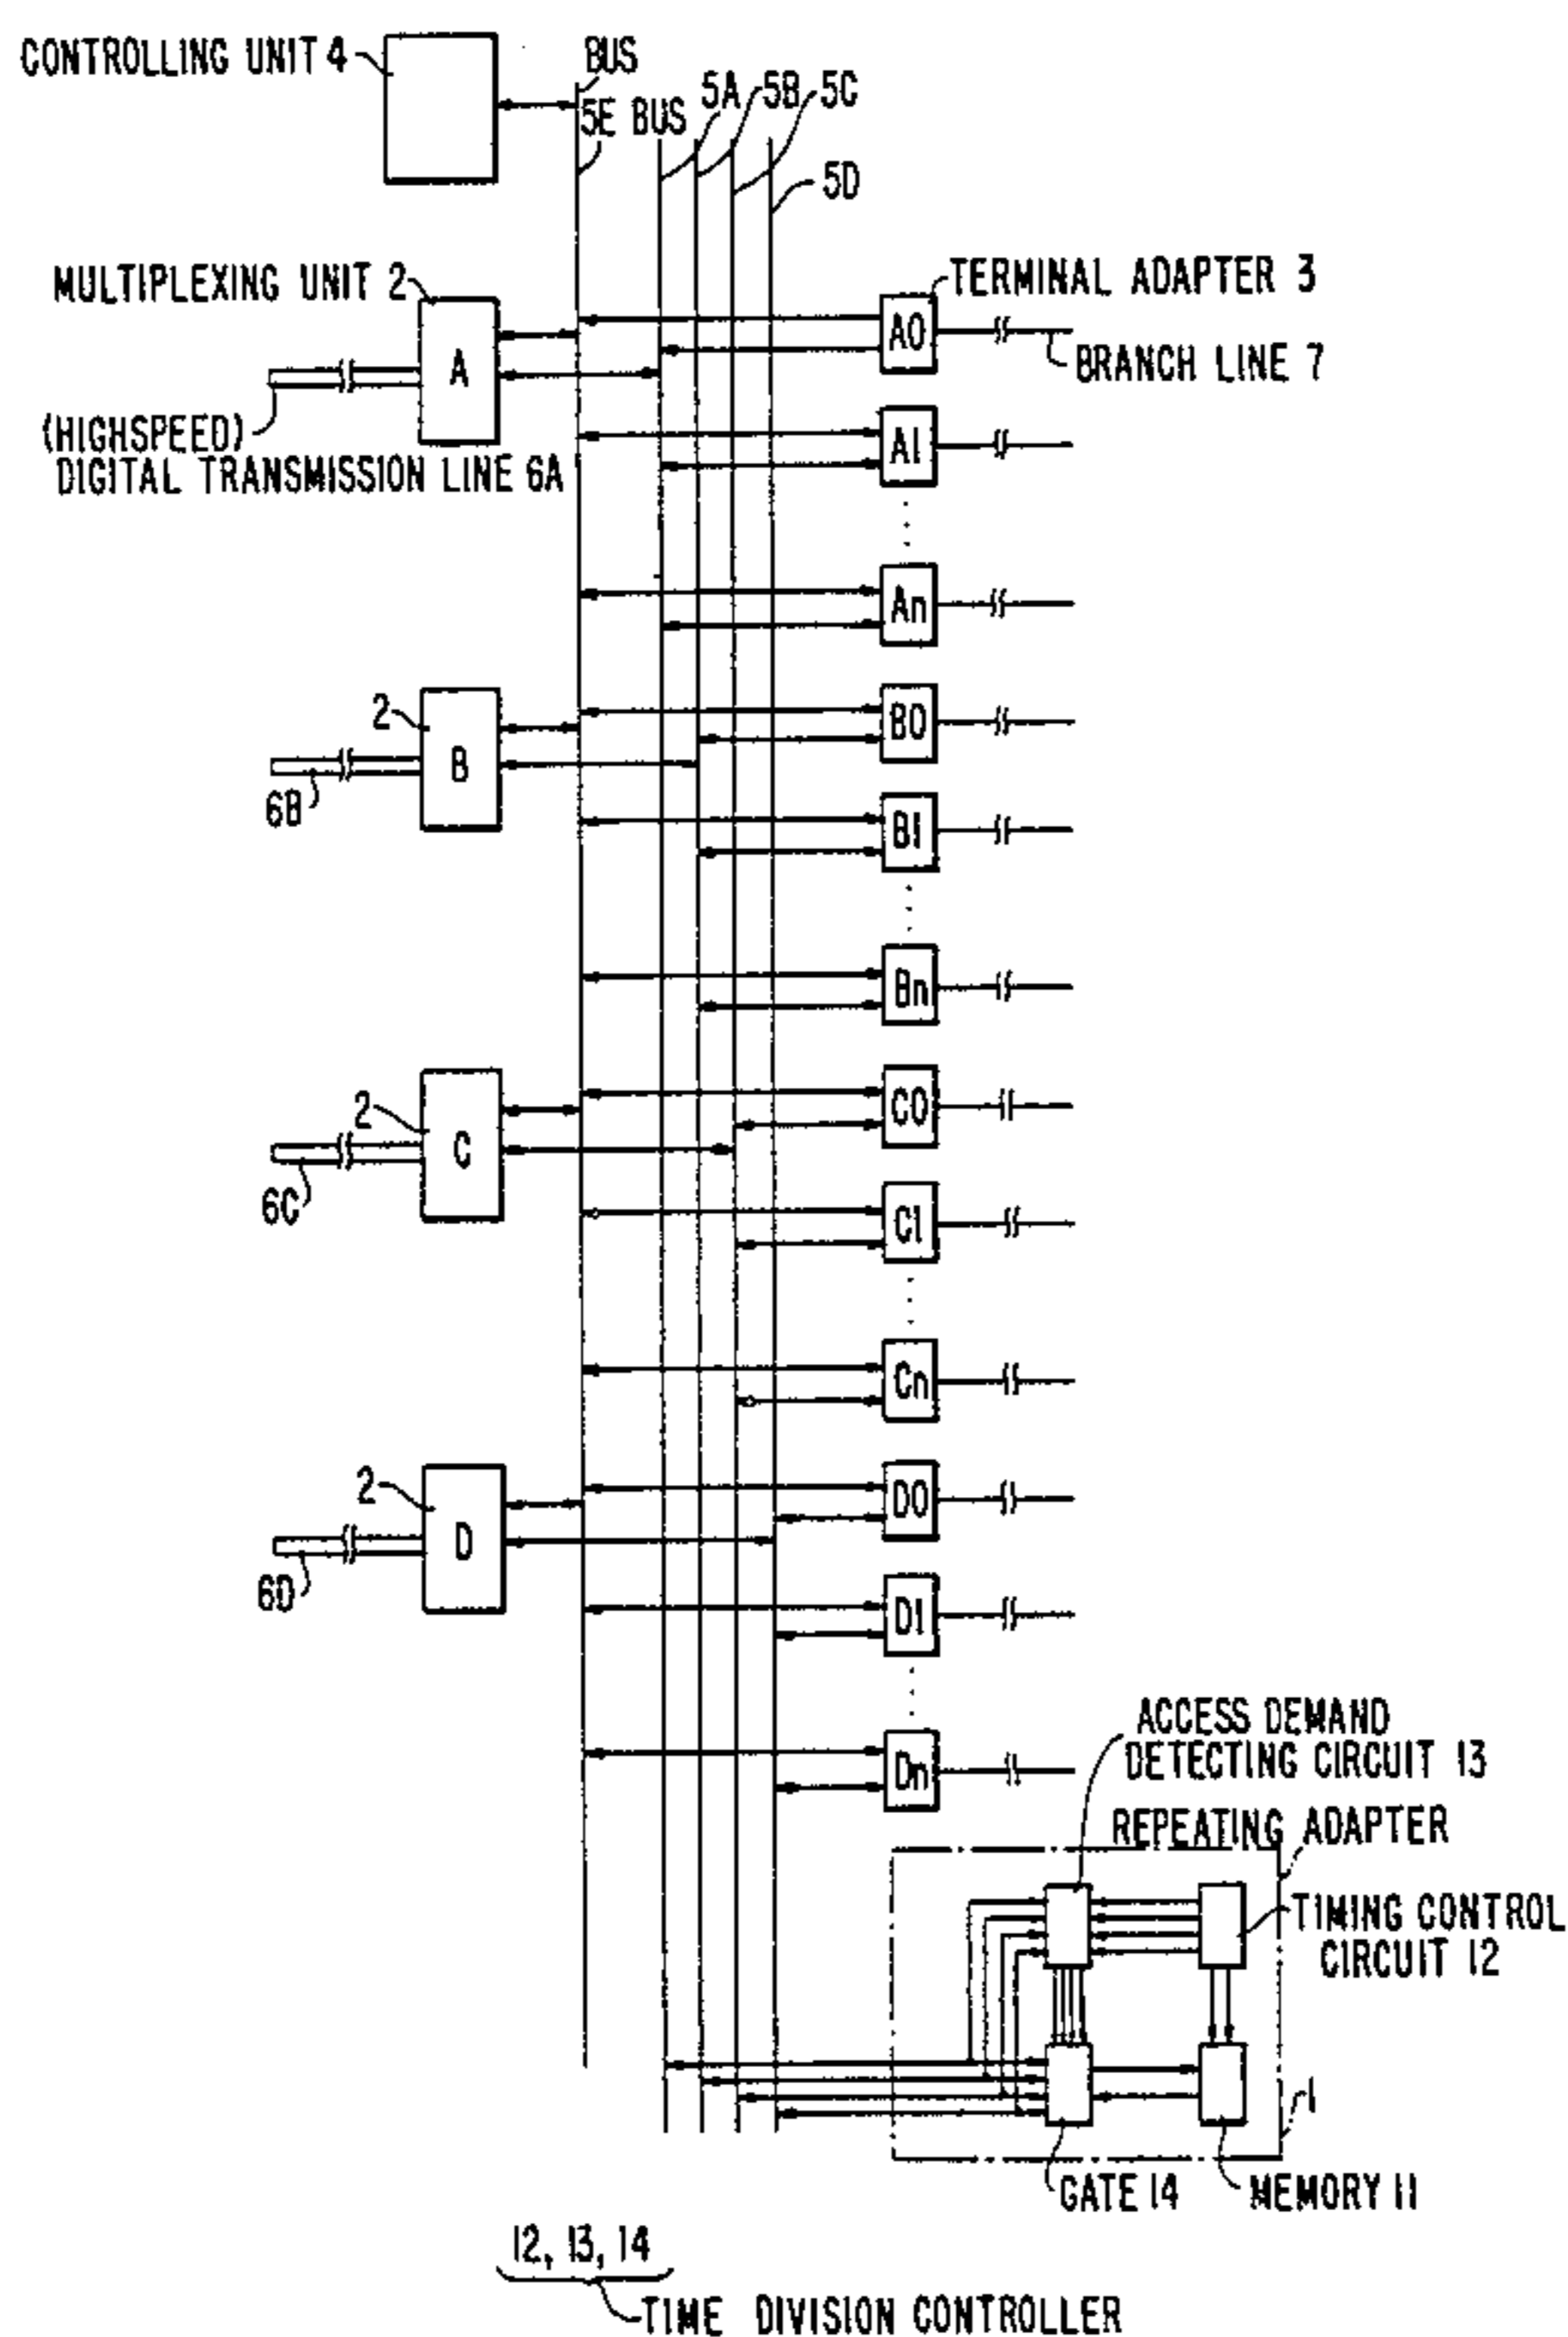 CONTROLLING UNIT 4
BUS
5E BUS
5A
5B
5C
5D
MULTIPLEXING UNIT 2
A
(HIGHSPEED)
DIGITAL TRANSMISSION LINE 6A
A0
TERMINAL ADAPTER 3
BRANCH LINE 7
A1
An
2
B
6B
B0
B1
Bn
2
C
6C
C0
C1
Cn
2
D
6D
D0
D1
Dn
ACCESS DEMAND
DETECTING CIRCUIT 13
REPEATING ADAPTER
TIMING CONTROL
CIRCUIT 12
1
GATE 14
MEMORY 11
12, 13, 14
TIME DIVISION CONTROLLER